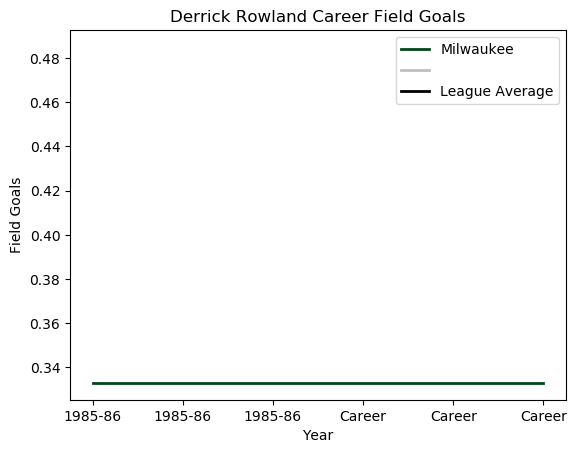 Derrick Rowland Career Field Goals
Milwaukee
League Average
Field Goals
0.48
0.46
0.44
0.42
0.40
0.38
0.36
0.34
1985-86 1985-86 1985-86 Career Career Career
Year